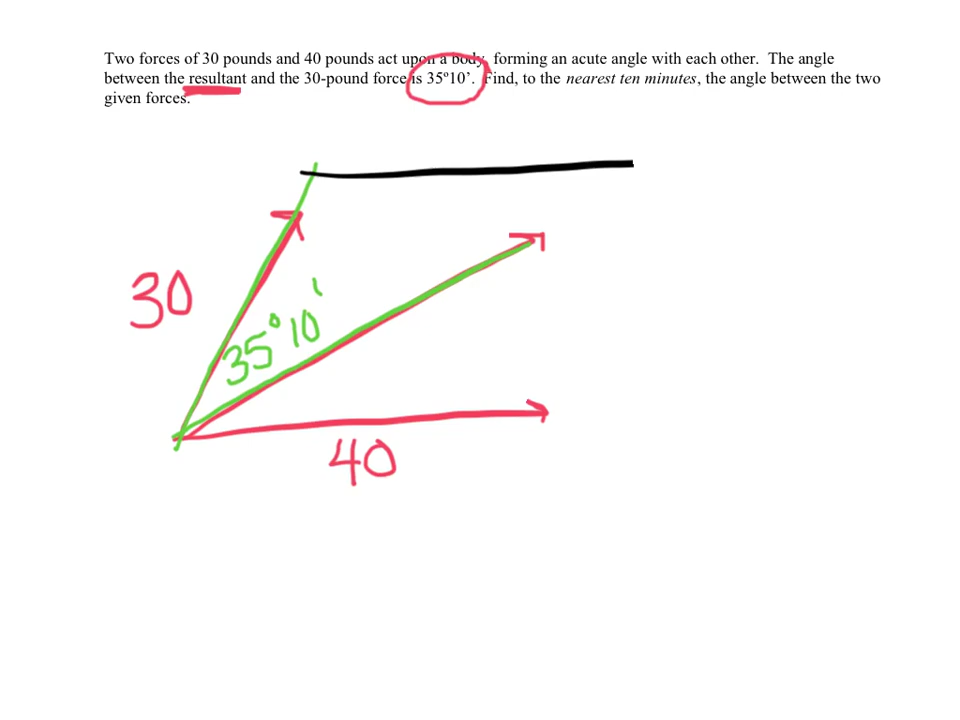 Two forces of 30 pounds and 40 pounds act upon a body, forming an acute angle with each other. The angle
between the resultant and the 30-pound force is 35º10’. Find, to the nearest ten minutes, the angle between the two
given forces.
30
35°10'
40